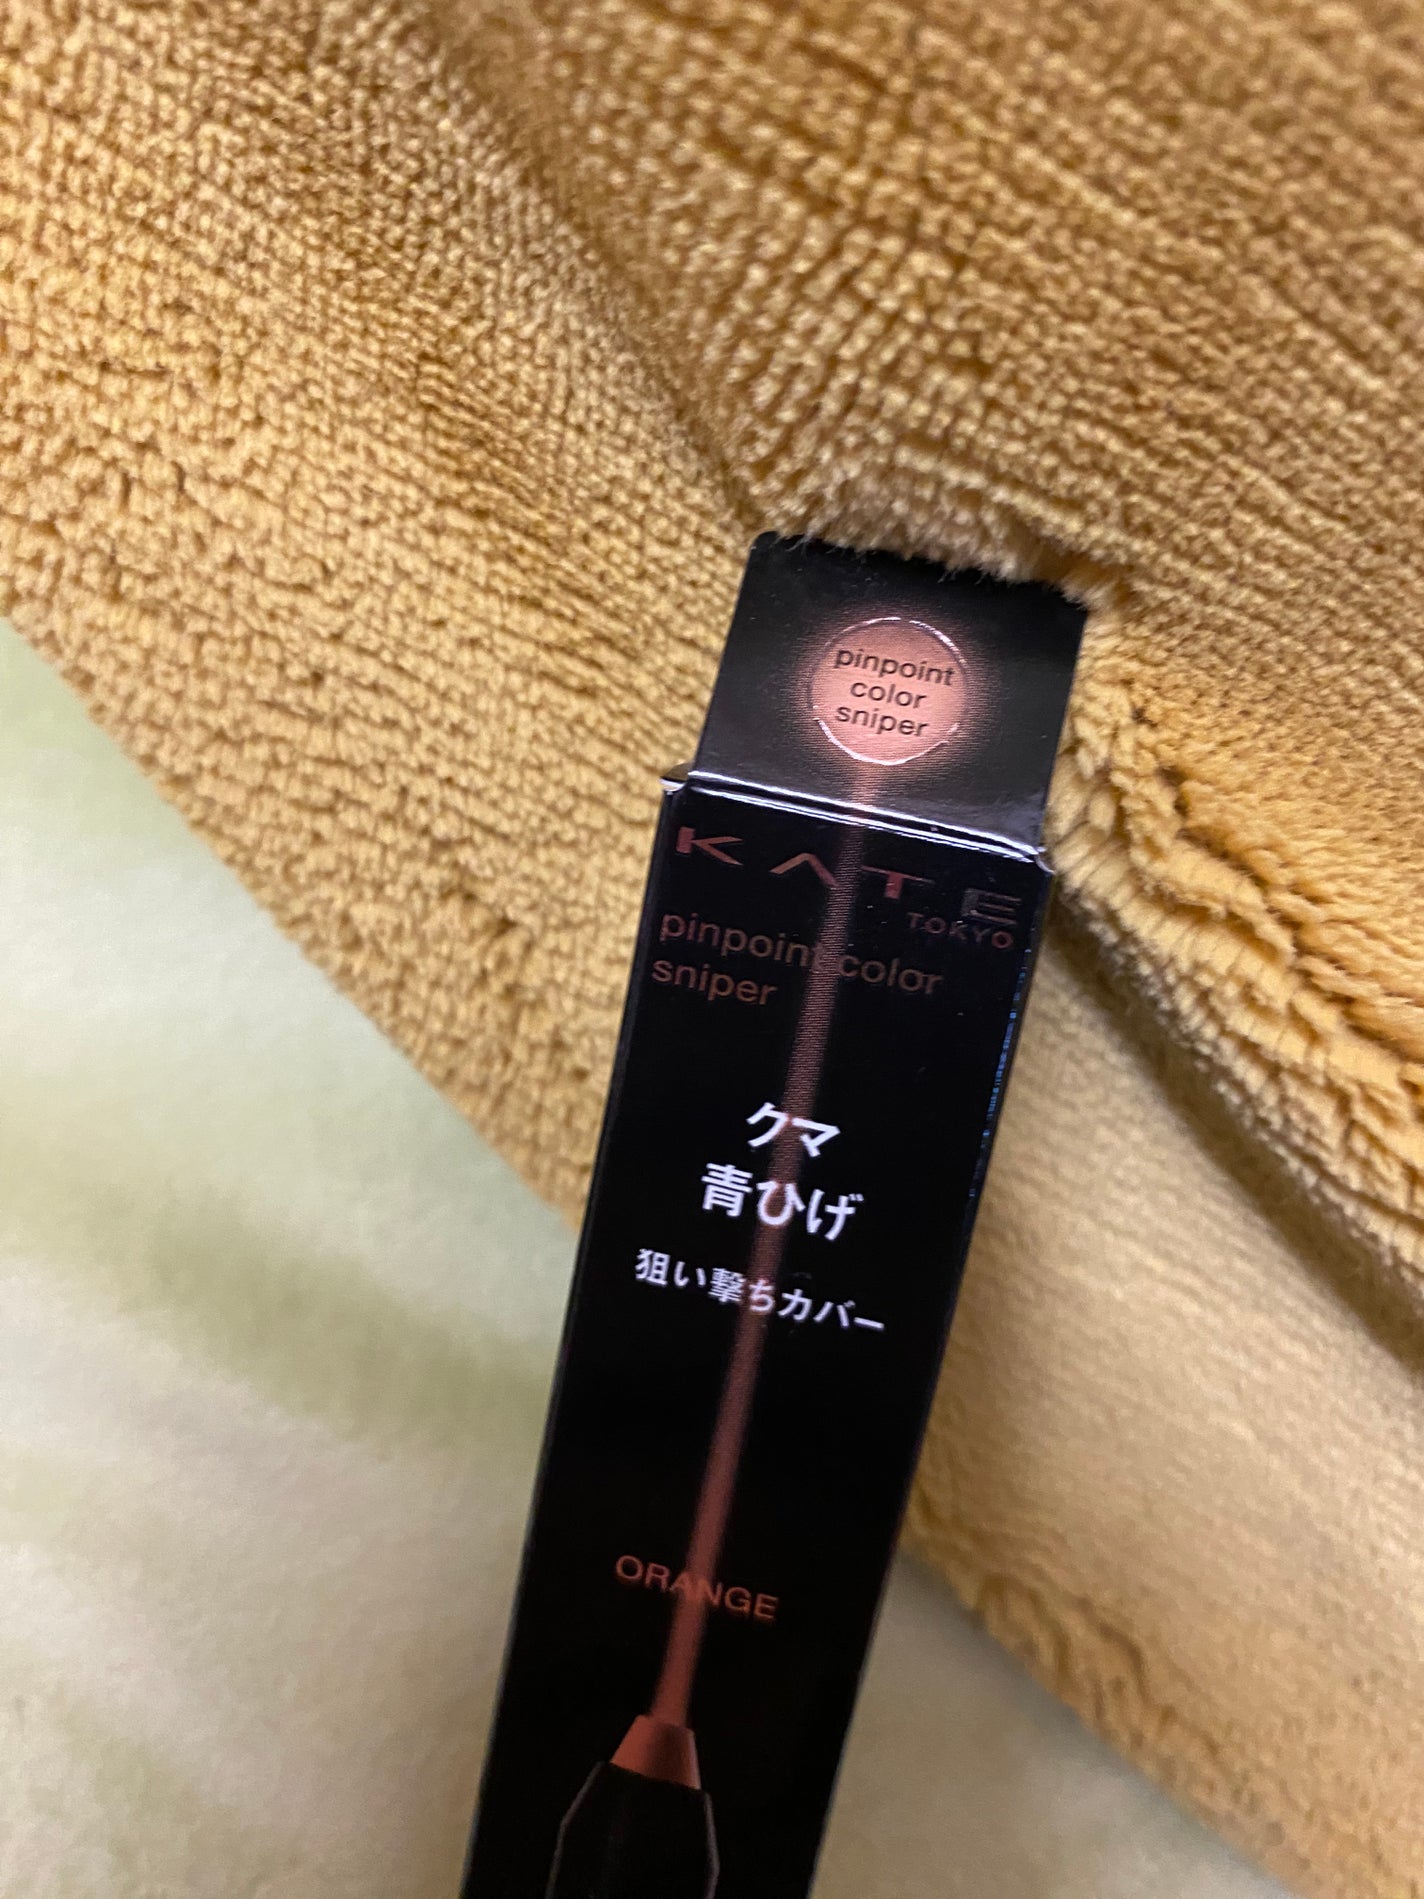 pinpoint
color
sniper
KATE
TOKYO
pinpoint color
sniper
クマ
青ひげ
狙い撃ちカバー
ORANGE